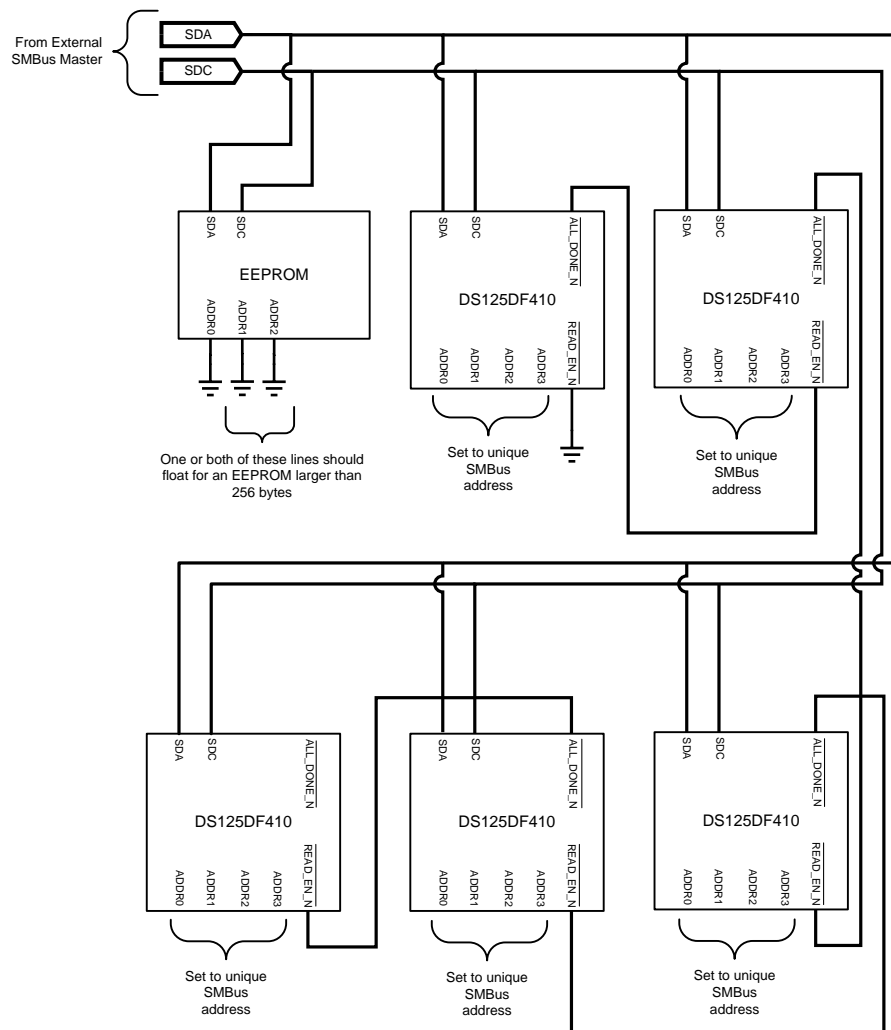 From External
SMBus Master
SDA
SDC
SDA
SDC
EEPROM
ADDR0
ADDR1
ADDR2
One or both of these lines should
float for an EEPROM larger than
256 bytes
SDA
SDC
ALL_DONE_N
DS125DF410
ADDR0
ADDR1
ADDR2
ADDR3
READ_EN_N
Set to unique
SMBus
address
SDA
SDC
ALL_DONE_N
DS125DF410
ADDR0
ADDR1
ADDR2
ADDR3
READ_EN_N
Set to unique
SMBus
address
SDA
SDC
ALL_DONE_N
DS125DF410
ADDR0
ADDR1
ADDR2
ADDR3
READ_EN_N
Set to unique
SMBus
address
SDA
SDC
ALL_DONE_N
DS125DF410
ADDR0
ADDR1
ADDR2
ADDR3
READ_EN_N
Set to unique
SMBus
address
SDA
SDC
ALL_DONE_N
DS125DF410
ADDR0
ADDR1
ADDR2
ADDR3
READ_EN_N
Set to unique
SMBus
address